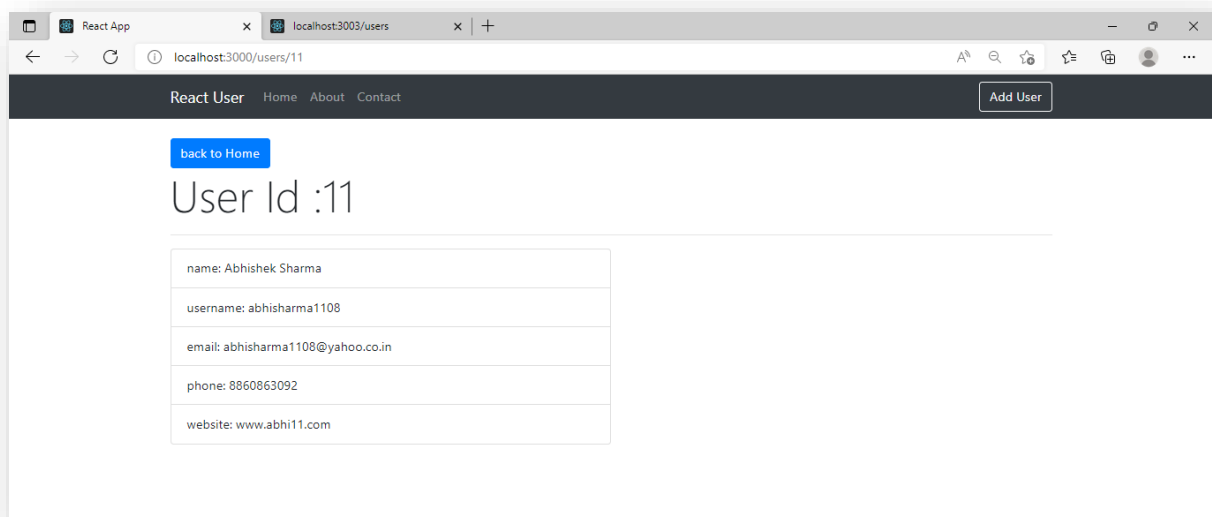 React App
localhost:3003/users
localhost:3000/users/11
React User Home About Contact Add User
back to Home
User Id :11
name: Abhishek Sharma
username: abhisharma1108
email: abhisharma1108@yahoo.co.in
phone: 8860863092
website: www.abhi11.com